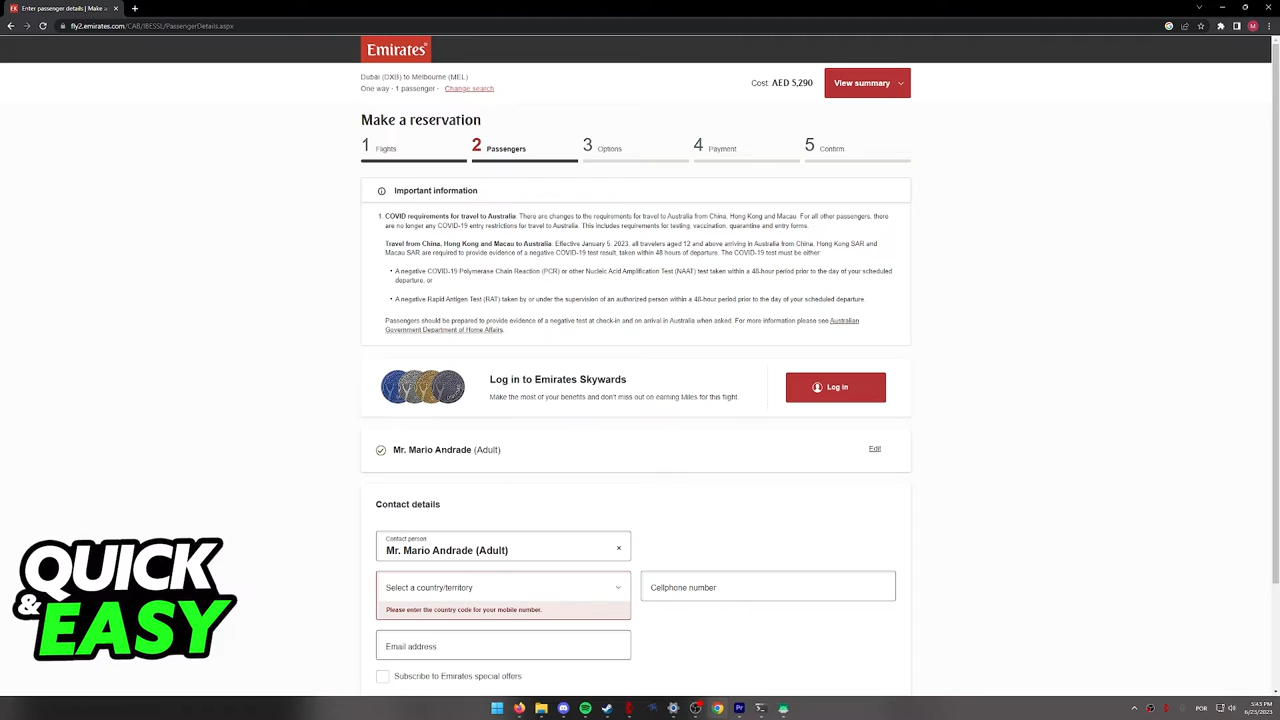 Enter passenger details | Make a
fly2.emirates.com/CAB/IBESSL/PassengerDetails.aspx
Emirates
Dubai (DXB) to Melbourne (MEL)
One way · 1 passenger · Change search
Cost AED 5,290
View summary
Make a reservation
1 Flights
2 Passengers
3 Options
4 Payment
5 Confirm
Important information
1. COVID requirements for travel to Australia: There are changes to the requirements for travel to Australia from China, Hong Kong and Macau. For all other passengers, there
are no longer any COVID-19 entry restrictions for travel to Australia. This includes requirements for testing, vaccination, quarantine and entry forms.
Travel from China, Hong Kong and Macau to Australia: Effective January 5, 2023, all travelers aged 12 and above arriving in Australia from China, Hong Kong SAR and
Macau SAR are required to provide evidence of a negative COVID-19 test result, taken within 48 hours of departure. The COVID-19 test must be either:
• A negative COVID-19 Polymerase Chain Reaction (PCR) or other Nucleic Acid Amplification Test (NAAT) test taken within a 48-hour period prior to the day of your scheduled
departure, or
• A negative Rapid Antigen Test (RAT) taken by or under the supervision of an authorized person within a 48-hour period prior to the day of your scheduled departure.
Passengers should be prepared to provide evidence of a negative test at check-in and on arrival in Australia when asked. For more information please see Australian
Government Department of Home Affairs.
Log in to Emirates Skywards
Make the most of your benefits and don't miss out on earning Miles for this flight.
Log in
Mr. Mario Andrade (Adult)
Edit
Contact details
Contact person
Mr. Mario Andrade (Adult)
Select a country/territory
Cellphone number
Please enter the country code for your mobile number.
Email address
Subscribe to Emirates special offers
QUICK
& EASY
POR
5:43 PM
6/23/2023